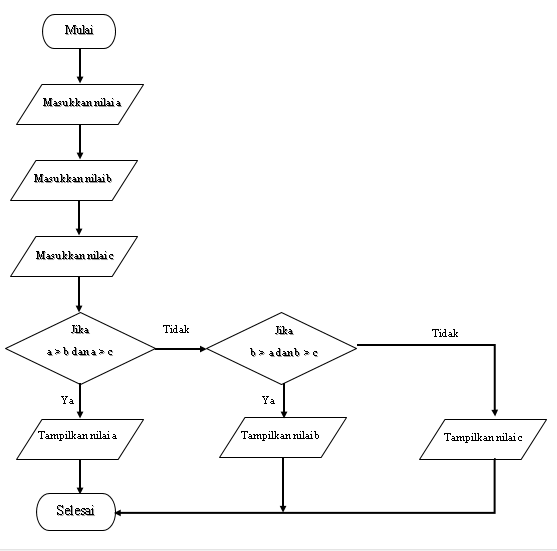 Mulai
Masukkan nilai a
Masukkan nilai b
Masukkan nilai c
Jika
a > b dan a > c
Tidak
Jika
b > a dan b > c
Tidak
Ya
Ya
Tampilkan nilai a
Tampilkan nilai b
Tampilkan nilai c
Selesai